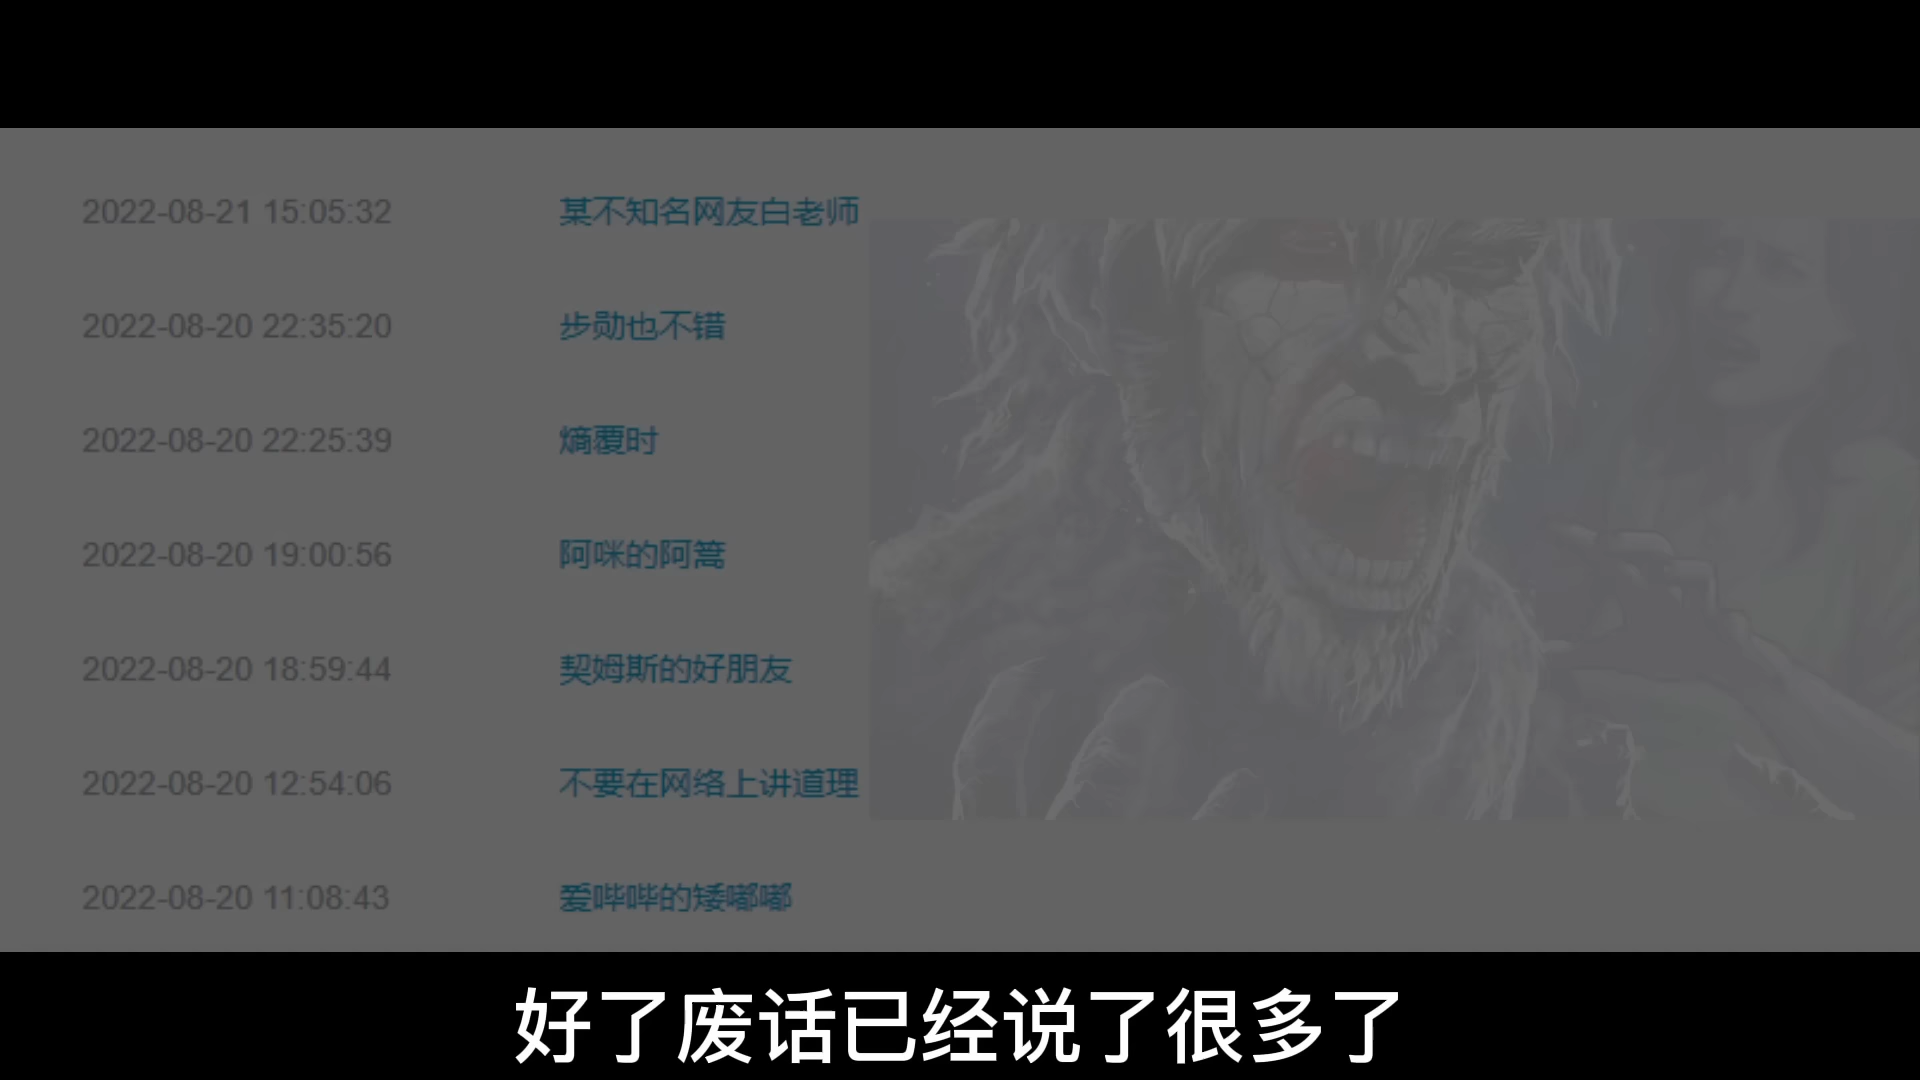 2022-08-21 15:05:32 某不知名网友白老师
2022-08-20 22:35:20 步勋也不错
2022-08-20 22:25:39 熵覆时
2022-08-20 19:00:56 阿咪的阿篙
2022-08-20 18:59:44 契姆斯的好朋友
2022-08-20 12:54:06 不要在网络上讲道理
2022-08-20 11:08:43 爱哔哔的矮嘟嘟
好了废话已经说了很多了